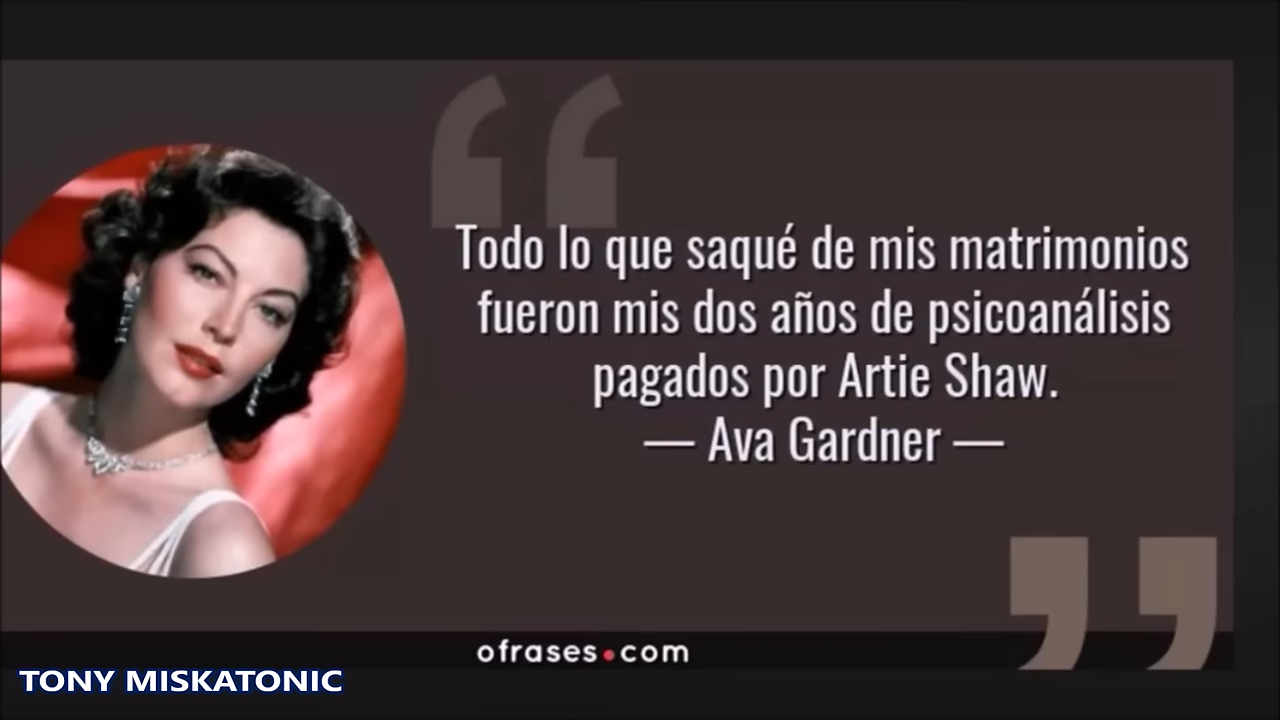 Todo lo que saqué de mis matrimonios
fueron mis dos años de psicoanálisis
pagados por Artie Shaw.
— Ava Gardner —
ofrases.com
TONY MISKATONIC